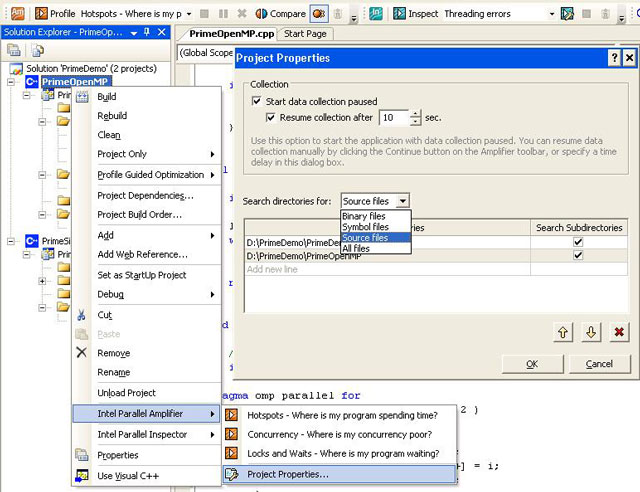 Profile Hotspots - Where is my p
Compare
Inspect Threading errors
Solution Explorer - PrimeOp...
PrimeOpenMP.cpp Start Page
(Global Scope
Solution 'PrimeDemo' (2 projects)
PrimeOpenMP
Prim
PrimeSi
Prim
Build
Rebuild
Clean
Project Only
Profile Guided Optimization
Project Dependencies...
Project Build Order...
Add
Add Web Reference...
Set as StartUp Project
Debug
Cut
Paste
Remove
Rename
Unload Project
Intel Parallel Amplifier
Intel Parallel Inspector
Properties
Use Visual C++
Hotspots - Where is my program spending time?
Concurrency - Where is my concurrency poor?
Locks and Waits - Where is my program waiting?
Project Properties...
Project Properties
Collection
Start data collection paused
Resume collection after 10 sec.
Use this option to start the application with data collection paused. You can resume data
collection manually by clicking the Continue button on the Amplifier toolbar, or specify a time
delay in this dialog box.
Search directories for: Source files
Binary files
Symbol files
Source files
All files
ries Search Subdirectories
D:\PrimeDemo\PrimeDem
D:\PrimeDemo\PrimeOpenMP
Add new line
OK Cancel
agma omp parallel for
2 )
+] = i;